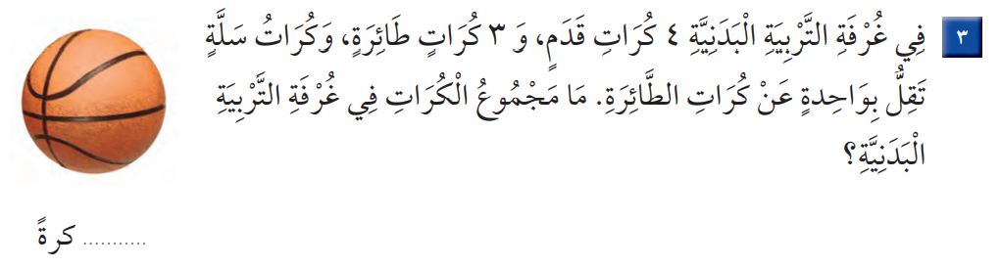 ٣ فِي غُرْفَةِ التَّرْبِيَةِ الْبَدَنِيَّةِ ٤ كُرَاتِ قَدَمٍ، وَ ٣ كُرَاتٍ طَائِرَةٍ، وَكُرَاتُ سَلَّةٍ
تَقِلُّ بِوَاحِدةٍ عَنْ كُرَاتِ الطَّائِرَةِ. مَا مَجْمُوعُ الْكُرَاتِ فِي غُرْفَةِ التَّرْبِيَةِ
الْبَدَنِيَّةِ؟
........... كرةً